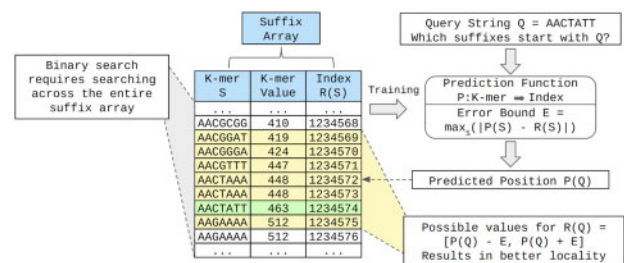 Suffix
Array
Query String Q = AACTATT
Which suffixes start with Q?
Binary search
requires searching
across the entire
suffix array
K-mer
S
K-mer
Value
Index
R(S)
Training
Prediction Function
P:K-mer ⇒ Index
Error Bound E =
maxₛ(|P(S) - R(S)|)
... ... ...
AACGCGG 410 1234568
AACGGAT 419 1234569
AACGGGA 424 1234570
AACGTTT 447 1234571
AACTAAA 448 1234572
AACTAAA 448 1234573
AACTATT 463 1234574
AAGAAAA 512 1234575
AAGAAAA 512 1234576
... ... ...
Predicted Position P(Q)
Possible values for R(Q) =
[P(Q) - E, P(Q) + E]
Results in better locality